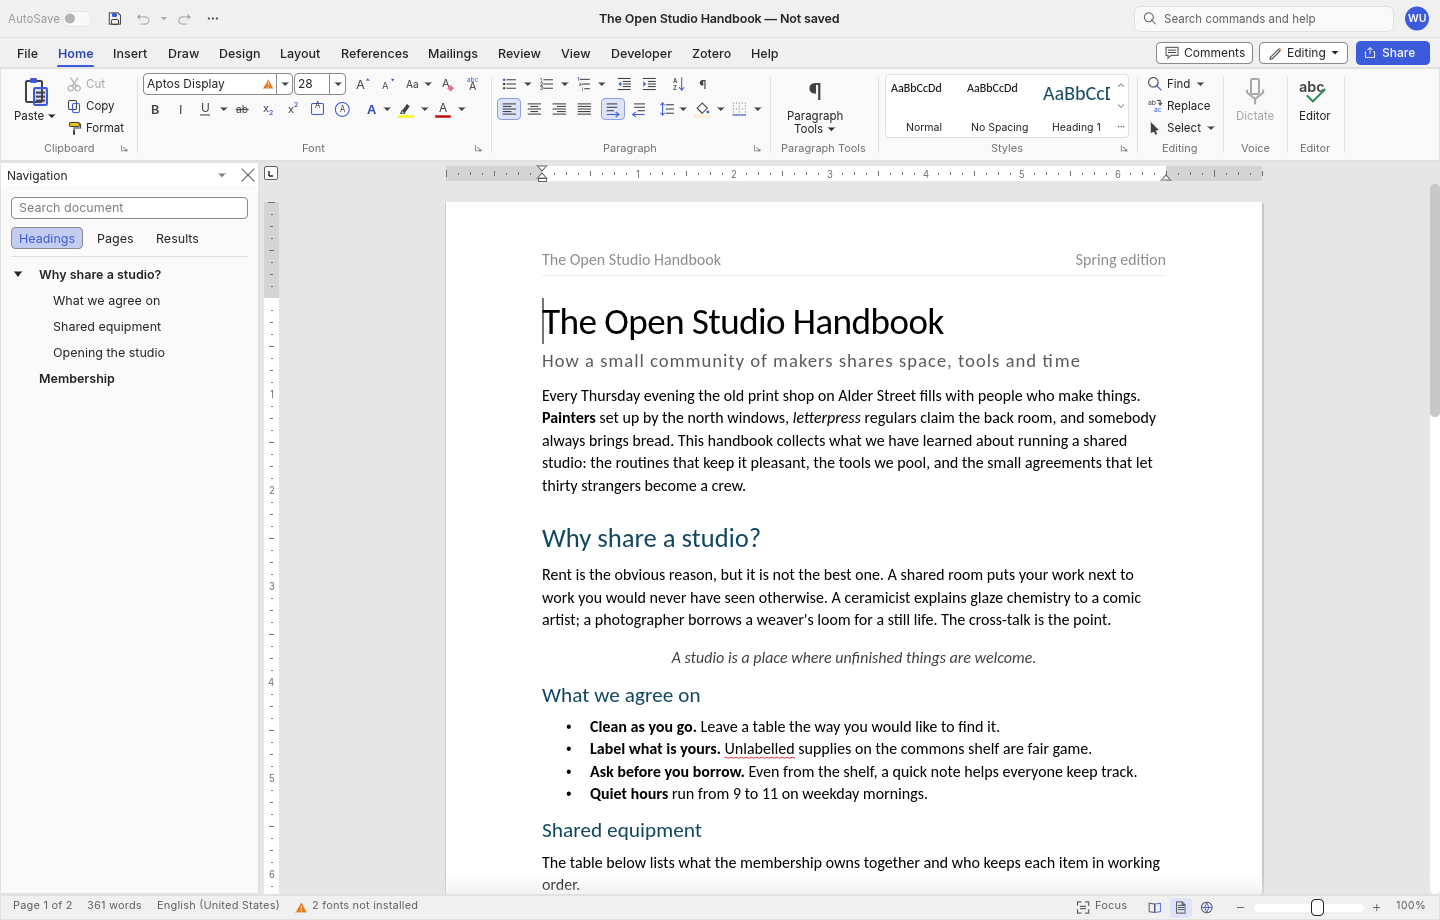 AutoSave
The Open Studio Handbook — Not saved
Search commands and help
WU
File Home Insert Draw Design Layout References Mailings Review View Developer Zotero Help
Comments Editing Share
Paste
Cut
Copy
Format
Clipboard
Aptos Display 28
Font
Paragraph
Paragraph Tools
Paragraph Tools
AaBbCcDd AaBbCcDd AaBbCcD
Normal No Spacing Heading 1
Styles
Find
Replace
Select
Editing
Dictate
Voice
Editor
Editor
Navigation
Search document
Headings Pages Results
Why share a studio?
What we agree on
Shared equipment
Opening the studio
Membership
1 2 3 4 5 6
1
2
3
4
5
6
The Open Studio Handbook Spring edition
The Open Studio Handbook
How a small community of makers shares space, tools and time
Every Thursday evening the old print shop on Alder Street fills with people who make things.
Painters set up by the north windows, letterpress regulars claim the back room, and somebody
always brings bread. This handbook collects what we have learned about running a shared
studio: the routines that keep it pleasant, the tools we pool, and the small agreements that let
thirty strangers become a crew.
Why share a studio?
Rent is the obvious reason, but it is not the best one. A shared room puts your work next to
work you would never have seen otherwise. A ceramicist explains glaze chemistry to a comic
artist; a photographer borrows a weaver's loom for a still life. The cross-talk is the point.
A studio is a place where unfinished things are welcome.
What we agree on
• Clean as you go. Leave a table the way you would like to find it.
• Label what is yours. Unlabelled supplies on the commons shelf are fair game.
• Ask before you borrow. Even from the shelf, a quick note helps everyone keep track.
• Quiet hours run from 9 to 11 on weekday mornings.
Shared equipment
The table below lists what the membership owns together and who keeps each item in working
order.
Page 1 of 2 361 words English (United States) 2 fonts not installed
Focus 100%